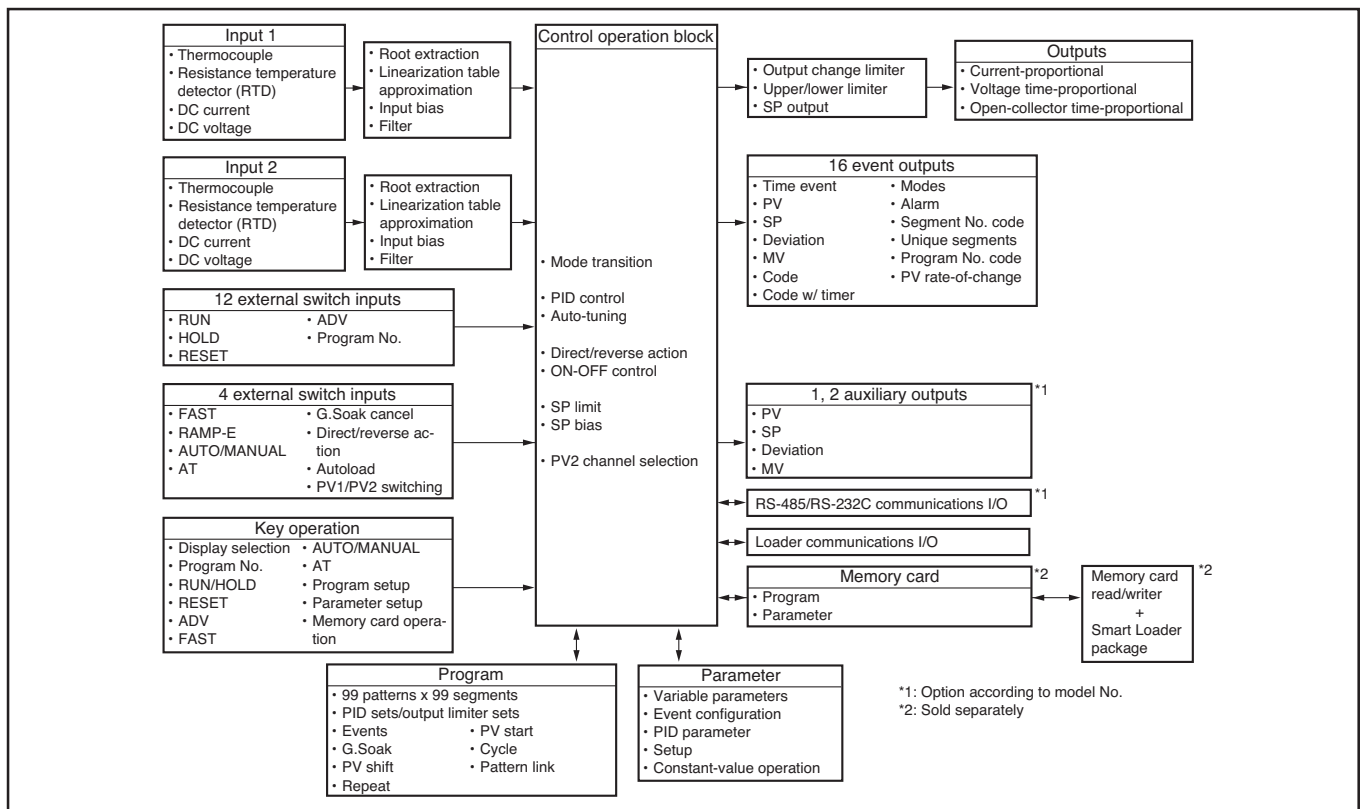 Input 1
• Thermocouple
• Resistance temperature
detector (RTD)
• DC current
• DC voltage
• Root extraction
• Linearization table
approximation
• Input bias
• Filter
Input 2
• Thermocouple
• Resistance temperature
detector (RTD)
• DC current
• DC voltage
• Root extraction
• Linearization table
approximation
• Input bias
• Filter
12 external switch inputs
• RUN
• HOLD
• RESET
• ADV
• Program No.
4 external switch inputs
• FAST
• RAMP-E
• AUTO/MANUAL
• AT
• G.Soak cancel
• Direct/reverse ac-
tion
• Autoload
• PV1/PV2 switching
Key operation
• Display selection
• Program No.
• RUN/HOLD
• RESET
• ADV
• FAST
• AUTO/MANUAL
• AT
• Program setup
• Parameter setup
• Memory card opera-
tion
Control operation block
• Mode transition
• PID control
• Auto-tuning
• Direct/reverse action
• ON-OFF control
• SP limit
• SP bias
• PV2 channel selection
• Output change limiter
• Upper/lower limiter
• SP output
Outputs
• Current-proportional
• Voltage time-proportional
• Open-collector time-proportional
16 event outputs
• Time event
• PV
• SP
• Deviation
• MV
• Code
• Code w/ timer
• Modes
• Alarm
• Segment No. code
• Unique segments
• Program No. code
• PV rate-of-change
1, 2 auxiliary outputs
*1
• PV
• SP
• Deviation
• MV
RS-485/RS-232C communications I/O
*1
Loader communications I/O
Memory card
*2
• Program
• Parameter
Memory card
read/writer
+
Smart Loader
package
*2
Program
• 99 patterns x 99 segments
• PID sets/output limiter sets
• Events
• G.Soak
• PV shift
• Repeat
• PV start
• Cycle
• Pattern link
Parameter
• Variable parameters
• Event configuration
• PID parameter
• Setup
• Constant-value operation
*1: Option according to model No.
*2: Sold separately